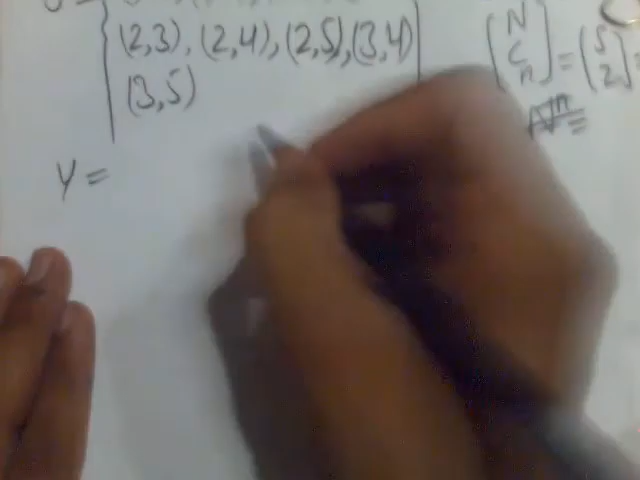 (2,3), (2,4), (2,5), (3,4)
(3,5)
(N C n) = (5 2) =
Y =